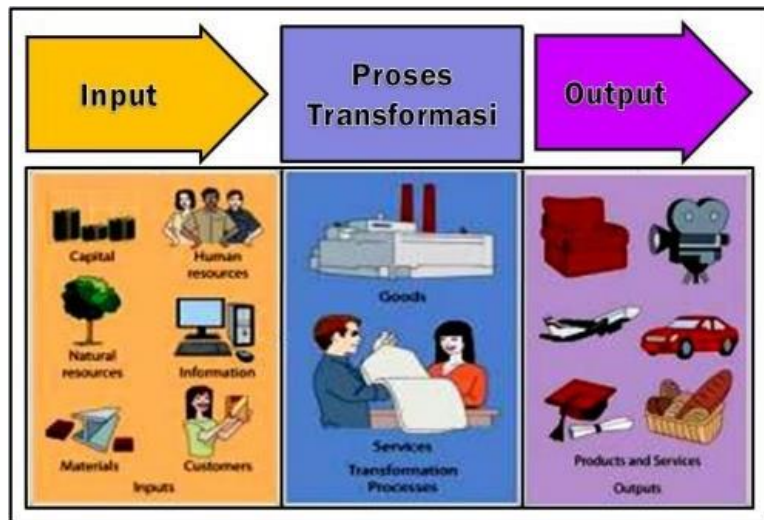 Input
Proses
Transformasi
Output
Capital
Human
resources
Natural
resources
Information
Materials
Customers
Inputs
Goods
Services
Transformation
Processes
Products and Services
Outputs